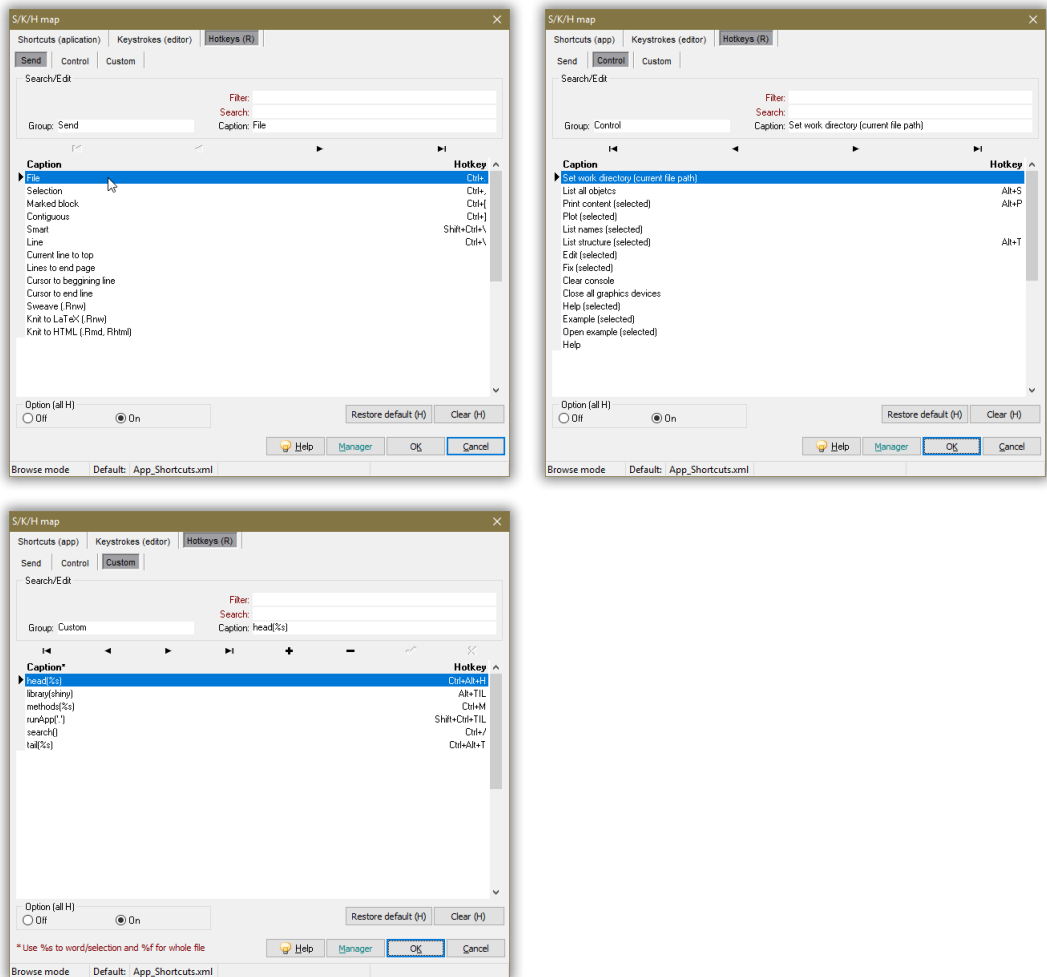 S/K/H map
Shortcuts (aplication) Keystrokes (editor) Hotkeys (R)
Send Control Custom
Search/Edit
Filter:
Search:
Group: Send Caption: File
Caption Hotkey
File Ctrl+.
Selection Ctrl+,
Marked block Ctrl+[
Contiguous Ctrl+]
Smart Shift+Ctrl+\
Line Ctrl+\
Current line to top
Lines to end page
Cursor to beggining line
Cursor to end line
Sweave (.Rnw)
Knit to LaTeX (.Rnw)
Knit to HTML (.Rmd, Rhtml)
Option (all H)
Off On Restore default (H) Clear (H)
Help Manager OK Cancel
Browse mode Default: App_Shortcuts.xml
S/K/H map
Shortcuts (app) Keystrokes (editor) Hotkeys (R)
Send Control Custom
Search/Edit
Filter:
Search:
Group: Control Caption: Set work directory (current file path)
Caption Hotkey
Set work directory (current file path)
List all objetcs Alt+S
Print content (selected) Alt+P
Plot (selected)
List names (selected)
List structure (selected) Alt+T
Edit (selected)
Fix (selected)
Clear console
Close all graphics devices
Help (selected)
Example (selected)
Open example (selected)
Help
Option (all H)
Off On Restore default (H) Clear (H)
Help Manager OK Cancel
Browse mode Default: App_Shortcuts.xml
S/K/H map
Shortcuts (app) Keystrokes (editor) Hotkeys (R)
Send Control Custom
Search/Edit
Filter:
Search:
Group: Custom Caption: head(%s)
Caption* Hotkey
head(%s) Ctrl+Alt+H
library(shiny) Alt+TIL
methods(%s) Ctrl+M
runApp('.') Shift+Ctrl+TIL
search() Ctrl+/
tail(%s) Ctrl+Alt+T
Option (all H)
Off On Restore default (H) Clear (H)
* Use %s to word/selection and %f for whole file Help Manager OK Cancel
Browse mode Default: App_Shortcuts.xml